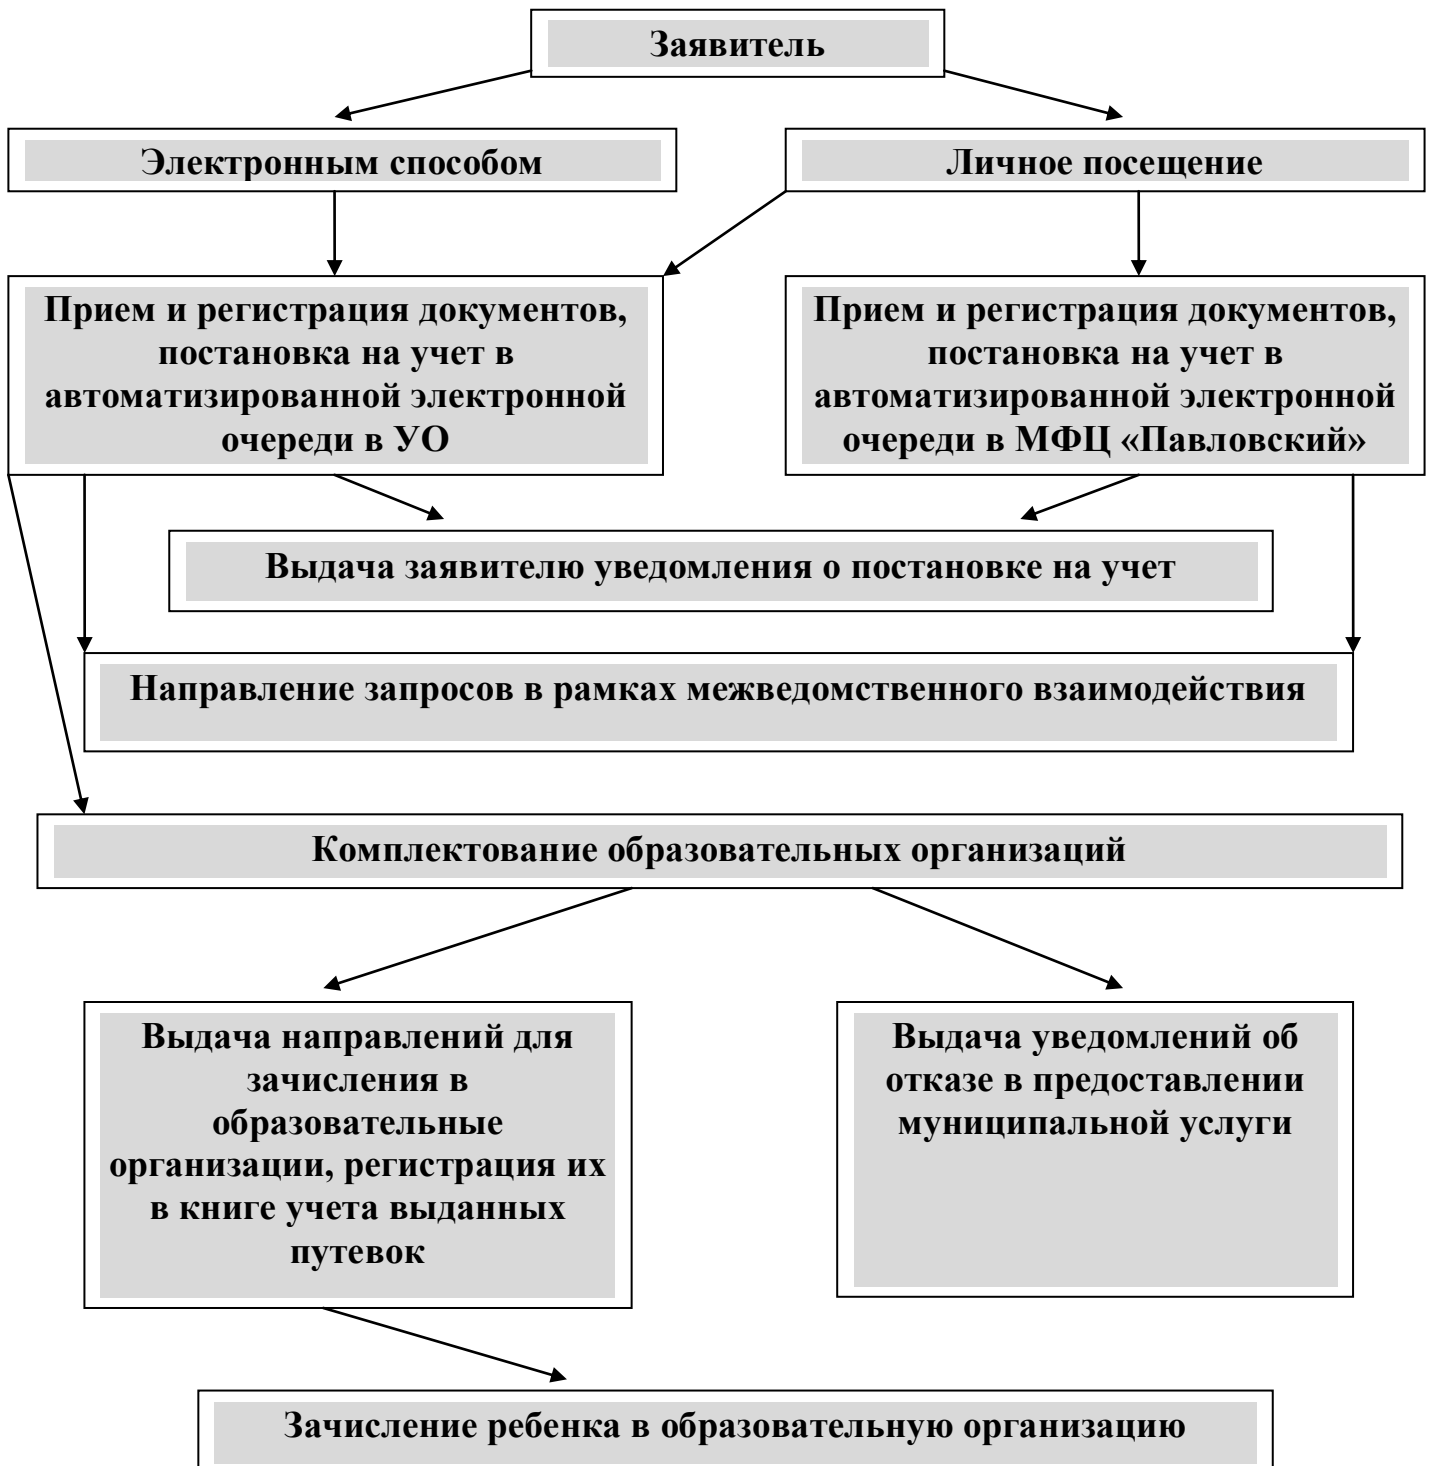 Заявитель
Электронным способом
Личное посещение
Прием и регистрация документов,
постановка на учет в
автоматизированной электронной
очереди в УО
Прием и регистрация документов,
постановка на учет в
автоматизированной электронной
очереди в МФЦ «Павловский»
Выдача заявителю уведомления о постановке на учет
Направление запросов в рамках межведомственного взаимодействия
Комплектование образовательных организаций
Выдача направлений для
зачисления в
образовательные
организации, регистрация их
в книге учета выданных
путевок
Выдача уведомлений об
отказе в предоставлении
муниципальной услуги
Зачисление ребенка в образовательную организацию